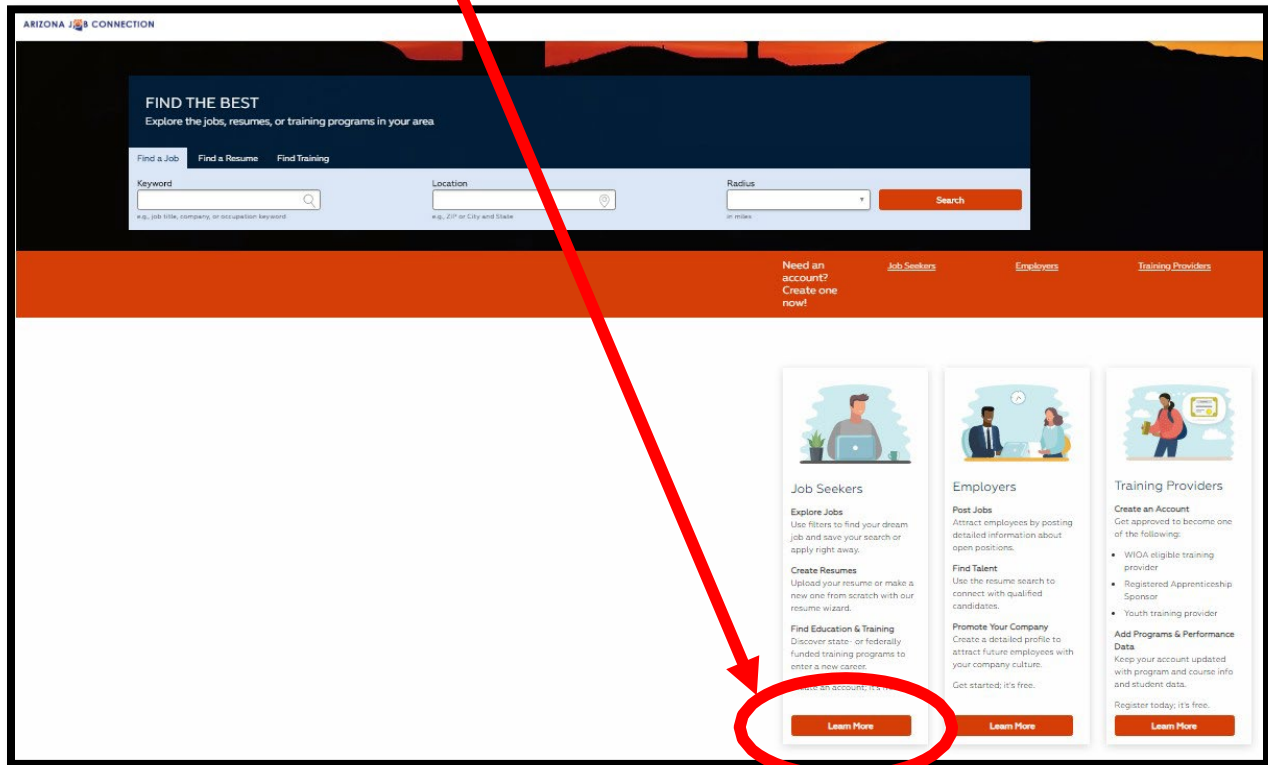 ARIZONA JOB CONNECTION
FIND THE BEST
Explore the jobs, resumes, or training programs in your area
Find a Job Find a Resume Find Training
Keyword Location Radius
Search
e.g., job title, company, or occupation keyword e.g., ZIP or City and State in miles
Need an
account?
Create one
now!
Job Seekers Employers Training Providers
Job Seekers
Explore Jobs
Use filters to find your dream
job and save your search or
apply right away.
Create Resumes
Upload your resume or make a
new one from scratch with our
resume wizard.
Find Education & Training
Discover state- or federally
funded training programs to
enter a new career.
an account; it's
Learn More
Employers
Post Jobs
Attract employees by posting
detailed information about
open positions.
Find Talent
Use the resume search to
connect with qualified
candidates.
Promote Your Company
Create a detailed profile to
attract future employees with
your company culture.
Get started; it's free.
Learn More
Training Providers
Create an Account
Get approved to become one
of the following:
• WIOA eligible training
provider
• Registered Apprenticeship
Sponsor
• Youth training provider
Add Programs & Performance
Data
Keep your account updated
with program and course info
and student data.
Register today; it's free.
Learn More